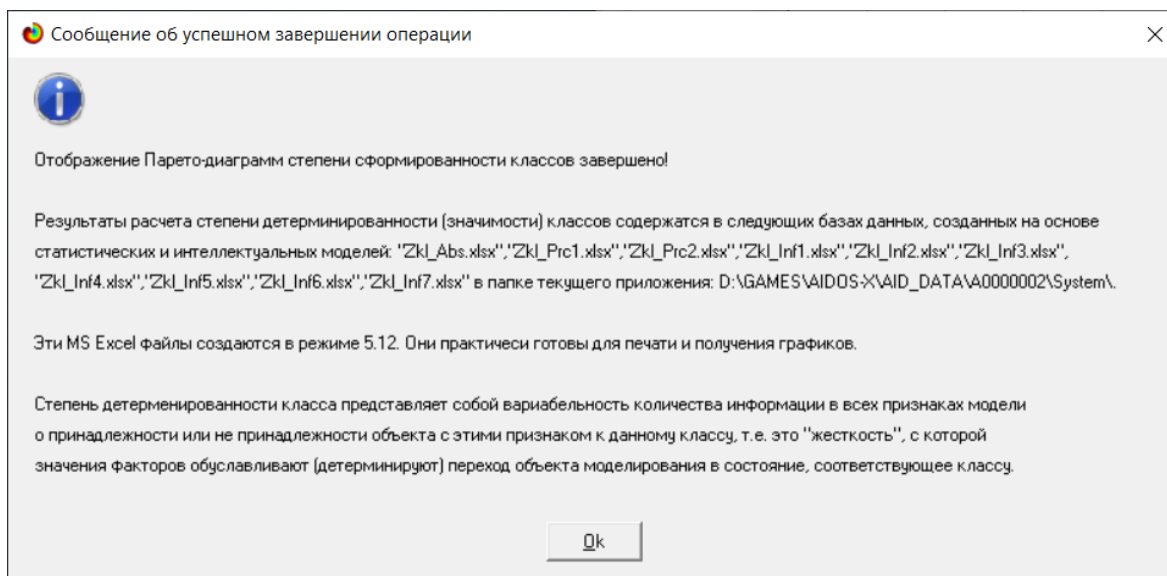 Сообщение об успешном завершении операции
Отображение Парето-диаграмм степени сформированности классов завершено!
Результаты расчета степени детерминированности (значимости) классов содержатся в следующих базах данных, созданных на основе
статистических и интеллектуальных моделей: "Zkl_Abs.xlsx","Zkl_Prc1.xlsx","Zkl_Prc2.xlsx","Zkl_Inf1.xlsx","Zkl_Inf2.xlsx","Zkl_Inf3.xlsx",
"Zkl_Inf4.xlsx","Zkl_Inf5.xlsx","Zkl_Inf6.xlsx","Zkl_Inf7.xlsx" в папке текущего приложения: D:\GAMES\AIDOS-X\AID_DATA\A0000002\System\.
Эти MS Excel файлы создаются в режиме 5.12. Они практичеси готовы для печати и получения графиков.
Степень детерменированности класса представляет собой вариабельность количества информации в всех признаках модели
о принадлежности или не принадлежности объекта с этими признаком к данному классу, т.е. это "жесткость", с которой
значения факторов обуславливают (детерминируют) переход объекта моделирования в состояние, соответствующее классу.
Ok